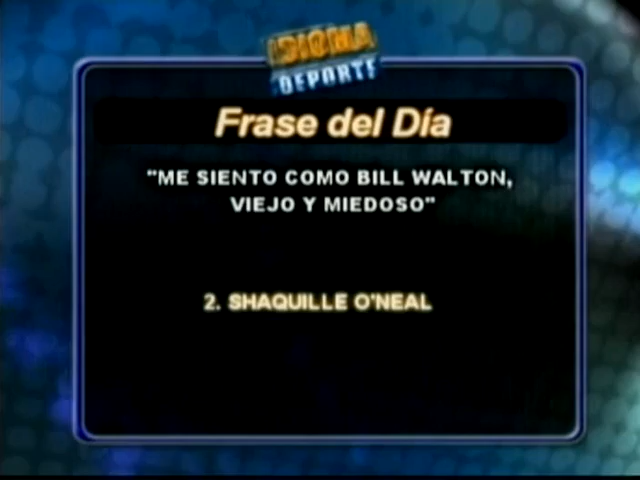 IDIOMA
DEPORTE
Frase del Día
"ME SIENTO COMO BILL WALTON,
VIEJO Y MIEDOSO"
2. SHAQUILLE O'NEAL